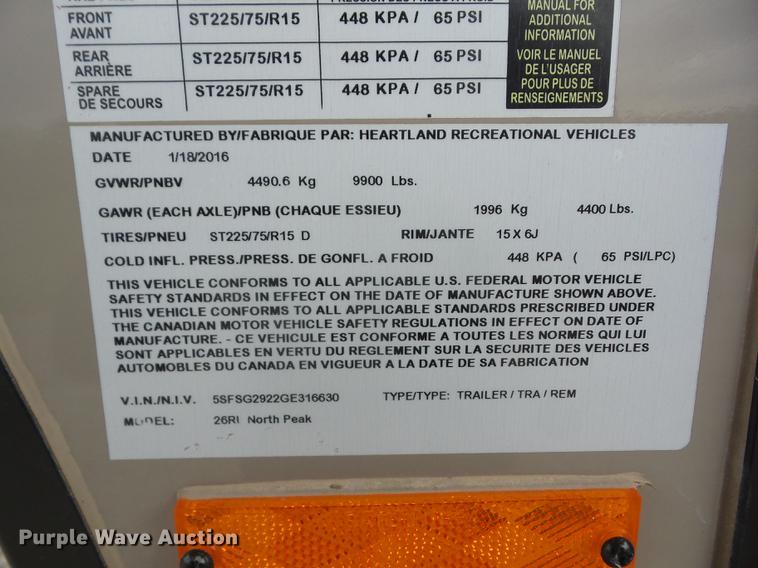 FRONT ST225/75/R15 448 KPA / 65 PSI
AVANT
REAR ST225/75/R15 448 KPA / 65 PSI
ARRIÈRE
SPARE ST225/75/R15 448 KPA / 65 PSI
DE SECOURS
MANUAL FOR
ADDITIONAL
INFORMATION
VOIR LE MANUEL
DE L'USAGER
POUR PLUS DE
RENSEIGNEMENTS
MANUFACTURED BY/FABRIQUE PAR: HEARTLAND RECREATIONAL VEHICLES
DATE 1/18/2016
GVWR/PNBV 4490.6 Kg 9900 Lbs.
GAWR (EACH AXLE)/PNB (CHAQUE ESSIEU) 1996 Kg 4400 Lbs.
TIRES/PNEU ST225/75/R15 D RIM/JANTE 15 X 6J
COLD INFL. PRESS./PRESS. DE GONFL. A FROID 448 KPA ( 65 PSI/LPC)
THIS VEHICLE CONFORMS TO ALL APPLICABLE U.S. FEDERAL MOTOR VEHICLE
SAFETY STANDARDS IN EFFECT ON THE DATE OF MANUFACTURE SHOWN ABOVE.
THIS VEHICLE CONFORMS TO ALL APPLICABLE STANDARDS PRESCRIBED UNDER
THE CANADIAN MOTOR VEHICLE SAFETY REGULATIONS IN EFFECT ON DATE OF
MANUFACTURE. - CE VEHICULE EST CONFORME A TOUTES LES NORMES QUI LUI
SONT APPLICABLES EN VERTU DU REGLEMENT SUR LA SECURITE DES VEHICLES
AUTOMOBILES DU CANADA EN VIGUEUR A LA DATE DE SA FABRICATION
V.I.N./N.I.V. 5SFSG2922GE316630 TYPE/TYPE: TRAILER / TRA / REM
MODEL: 26RL North Peak
Purple Wave Auction